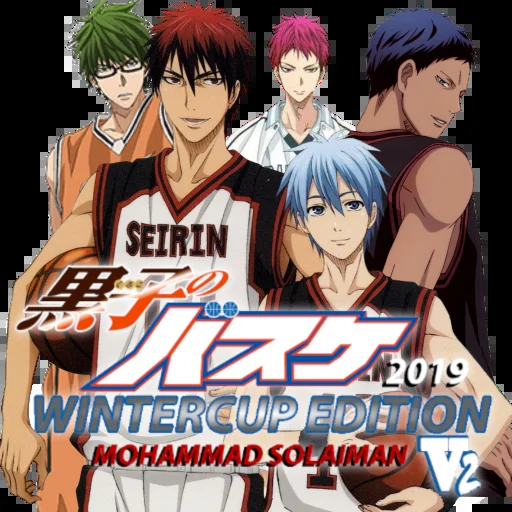 SEIRIN
黒子の
バスケ
2019
WINTERCUP EDITION
MOHAMMAD SOLAIMAN
V2